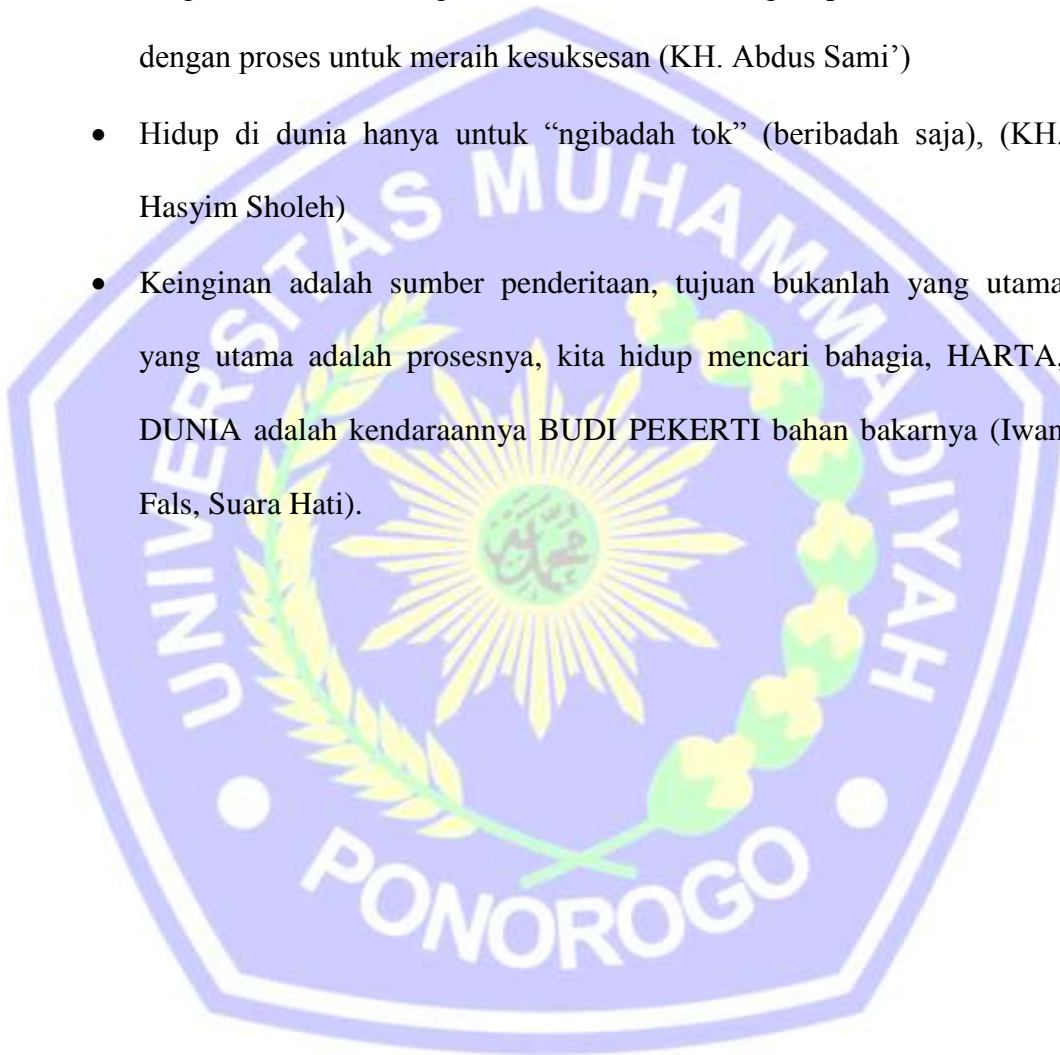 dengan proses untuk meraih kesuksesan (KH. Abdus Sami’)
• Hidup di dunia hanya untuk “ngibadah tok” (beribadah saja), (KH.
Hasyim Sholeh)
• Keinginan adalah sumber penderitaan, tujuan bukanlah yang utama
yang utama adalah prosesnya, kita hidup mencari bahagia, HARTA,
DUNIA adalah kendaraannya BUDI PEKERTI bahan bakarnya (Iwan
Fals, Suara Hati).
UNIVERSITAS MUHAMMADIYAH
PONOROGO